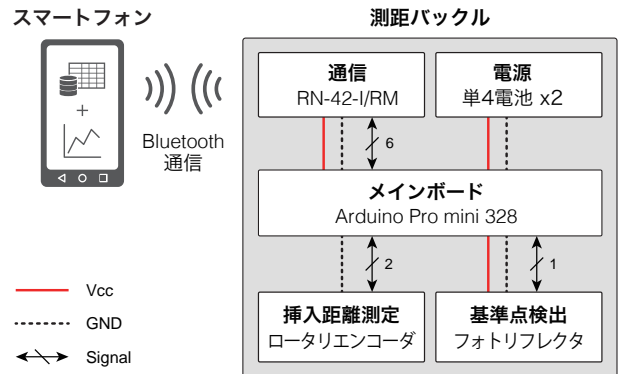 スマートフォン
測距バックル
通信
RN-42-I/RM
電源
単4電池 x2
+
Bluetooth
通信
6
メインボード
Arduino Pro mini 328
2
1
挿入距離測定
ロータリエンコーダ
基準点検出
フォトリフレクタ
Vcc
GND
Signal